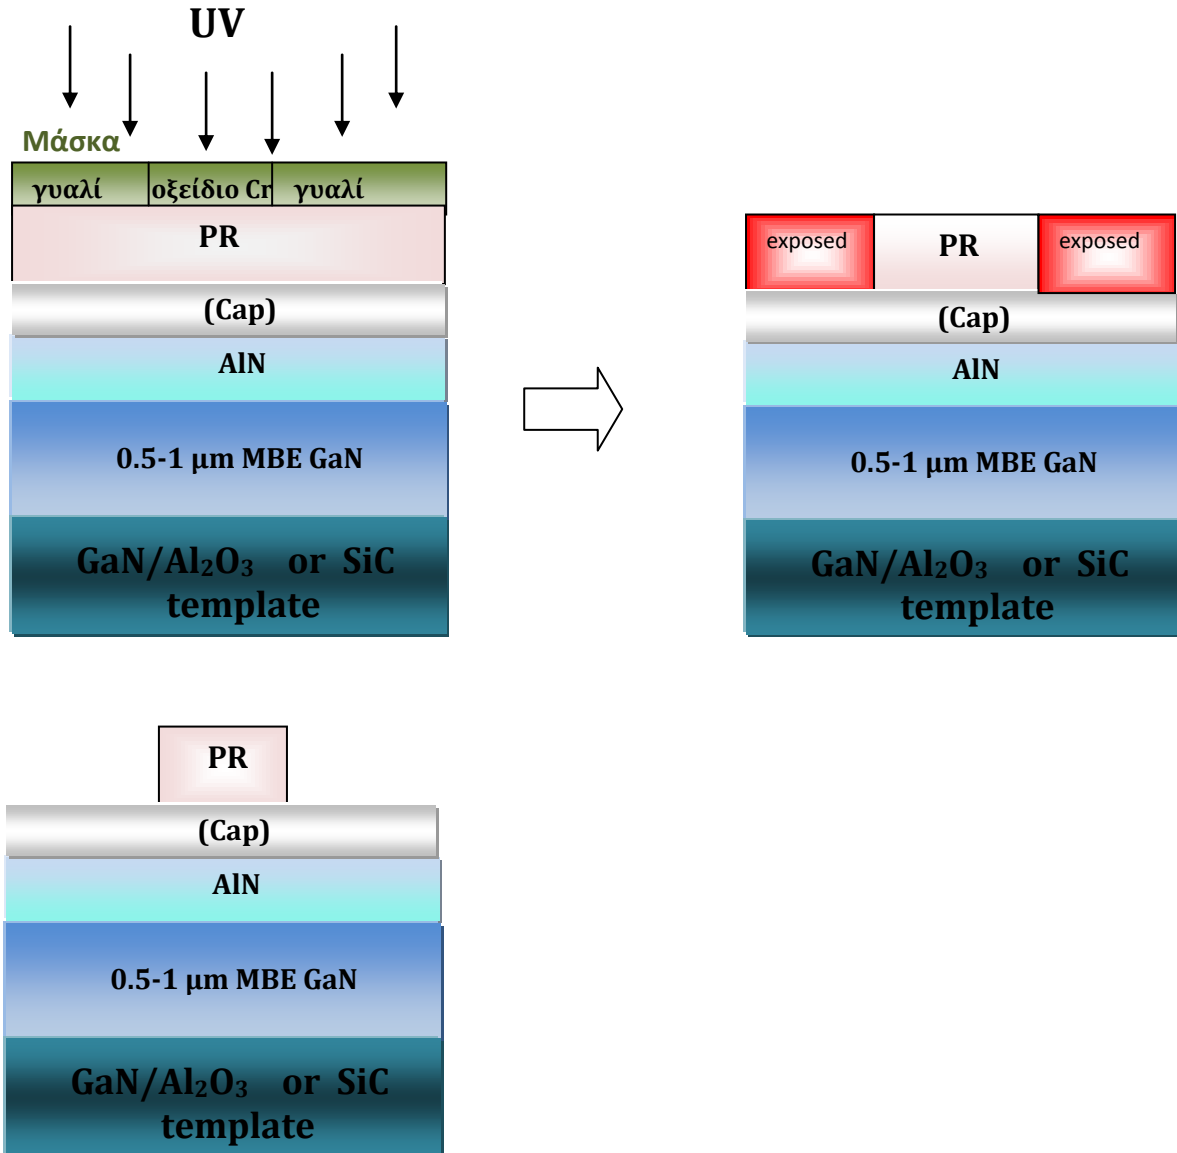 UV
Μάσκα
γυαλί οξείδιο Cr γυαλί
PR
(Cap)
AlN
0.5-1 μm MBE GaN
GaN/Al₂O₃ or SiC
template
exposed PR exposed
(Cap)
AlN
0.5-1 μm MBE GaN
GaN/Al₂O₃ or SiC
template
PR
(Cap)
AlN
0.5-1 μm MBE GaN
GaN/Al₂O₃ or SiC
template